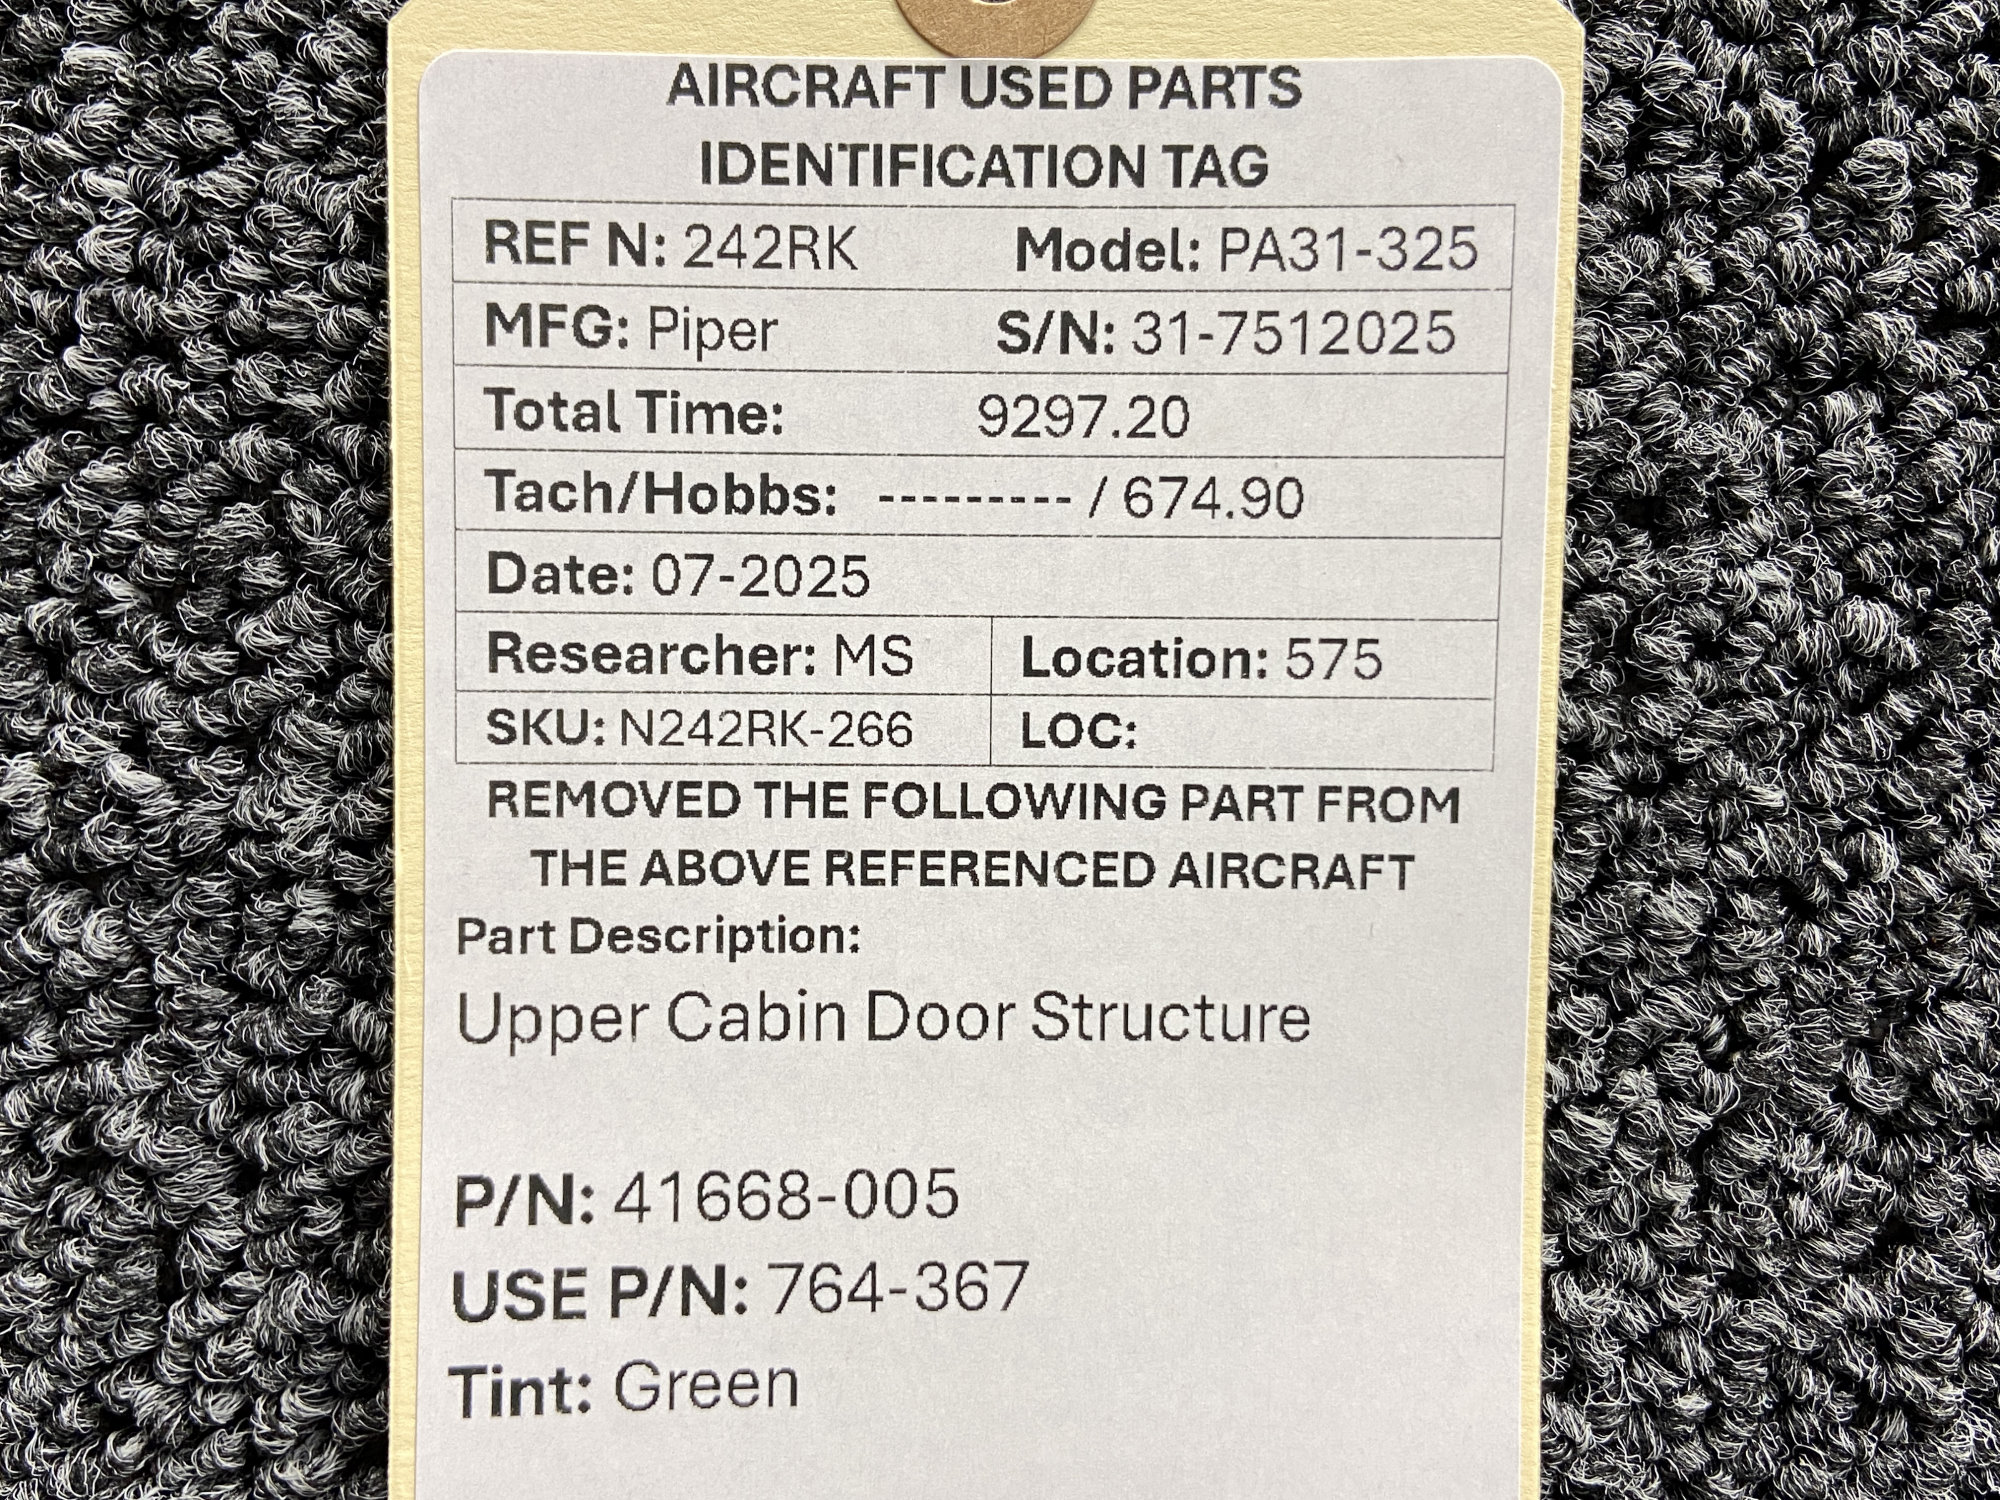 AIRCRAFT USED PARTS
IDENTIFICATION TAG
REF N: 242RK Model: PA31-325
MFG: Piper S/N: 31-7512025
Total Time: 9297.20
Tach/Hobbs: --------- / 674.90
Date: 07-2025
Researcher: MS Location: 575
SKU: N242RK-266 LOC:
REMOVED THE FOLLOWING PART FROM
THE ABOVE REFERENCED AIRCRAFT
Part Description:
Upper Cabin Door Structure
P/N: 41668-005
USE P/N: 764-367
Tint: Green